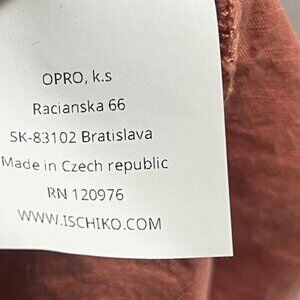 OPRO, k.s
Racianska 66
SK-83102 Bratislava
Made in Czech republic
RN 120976
WWW.ISCHIKO.COM